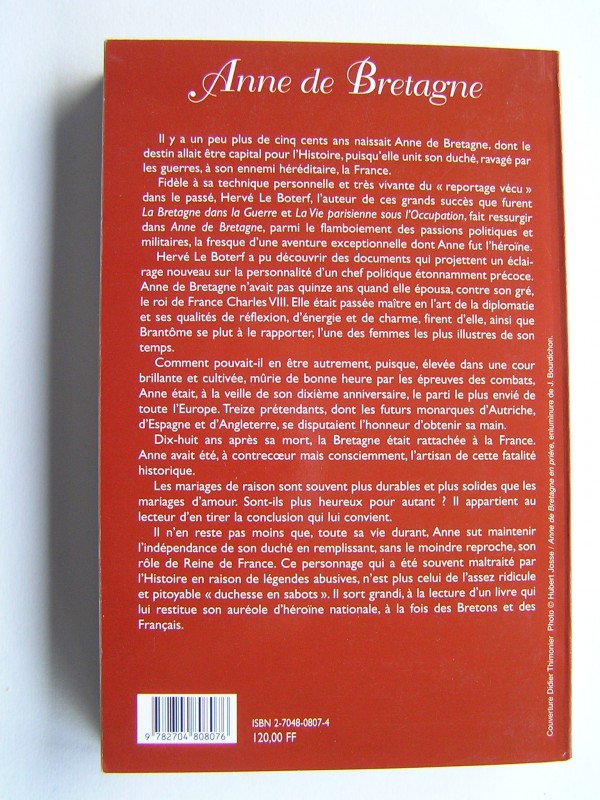 Anne de Bretagne
Il y a un peu plus de cinq cents ans naissait Anne de Bretagne, dont le
destin allait être capital pour l'Histoire, puisqu'elle unit son duché, ravagé par
les guerres, à son ennemi héréditaire, la France.
Fidèle à sa technique personnelle et très vivante du « reportage vécu »
dans le passé, Hervé Le Boterf, l'auteur de ces grands succès que furent
La Bretagne dans la Guerre et La Vie parisienne sous l'Occupation, fait ressurgir
dans Anne de Bretagne, parmi le flamboiement des passions politiques et
militaires, la fresque d'une aventure exceptionnelle dont Anne fut l'héroïne.
Hervé Le Boterf a pu découvrir des documents qui projettent un éclai-
rage nouveau sur la personnalité d'un chef politique étonnamment précoce.
Anne de Bretagne n'avait pas quinze ans quand elle épousa, contre son gré,
le roi de France Charles VIII. Elle était passée maître en l'art de la diplomatie
et ses qualités de réflexion, d'énergie et de charme, firent d'elle, ainsi que
Brantôme se plut à le rapporter, l'une des femmes les plus illustres de son
temps.
Comment pouvait-il en être autrement, puisque, élevée dans une cour
brillante et cultivée, mûrie de bonne heure par les épreuves des combats,
Anne était, à la veille de son dixième anniversaire, le parti le plus envié de
toute l'Europe. Treize prétendants, dont les futurs monarques d'Autriche,
d'Espagne et d'Angleterre, se disputaient l'honneur d'obtenir sa main.
Dix-huit ans après sa mort, la Bretagne était rattachée à la France.
Anne avait été, à contrecœur mais consciemment, l'artisan de cette fatalité
historique.
Les mariages de raison sont souvent plus durables et plus solides que les
mariages d'amour. Sont-ils plus heureux pour autant ? Il appartient au
lecteur d'en tirer la conclusion qui lui convient.
Il n'en reste pas moins que, toute sa vie durant, Anne sut maintenir
l'indépendance de son duché en remplissant, sans le moindre reproche, son
rôle de Reine de France. Ce personnage qui a été souvent maltraité par
l'Histoire en raison de légendes abusives, n'est plus celui de l'assez ridicule
et pitoyable « duchesse en sabots ». Il sort grandi, à la lecture d'un livre qui
lui restitue son auréole d'héroïne nationale, à la fois des Bretons et des
Français.
Couverture Didier Thimonier Photo © Hubert Josse / Anne de Bretagne en prière, enluminure de J. Bourdichon.
ISBN 2-7048-0807-4
120,00 FF
9 782704 808076